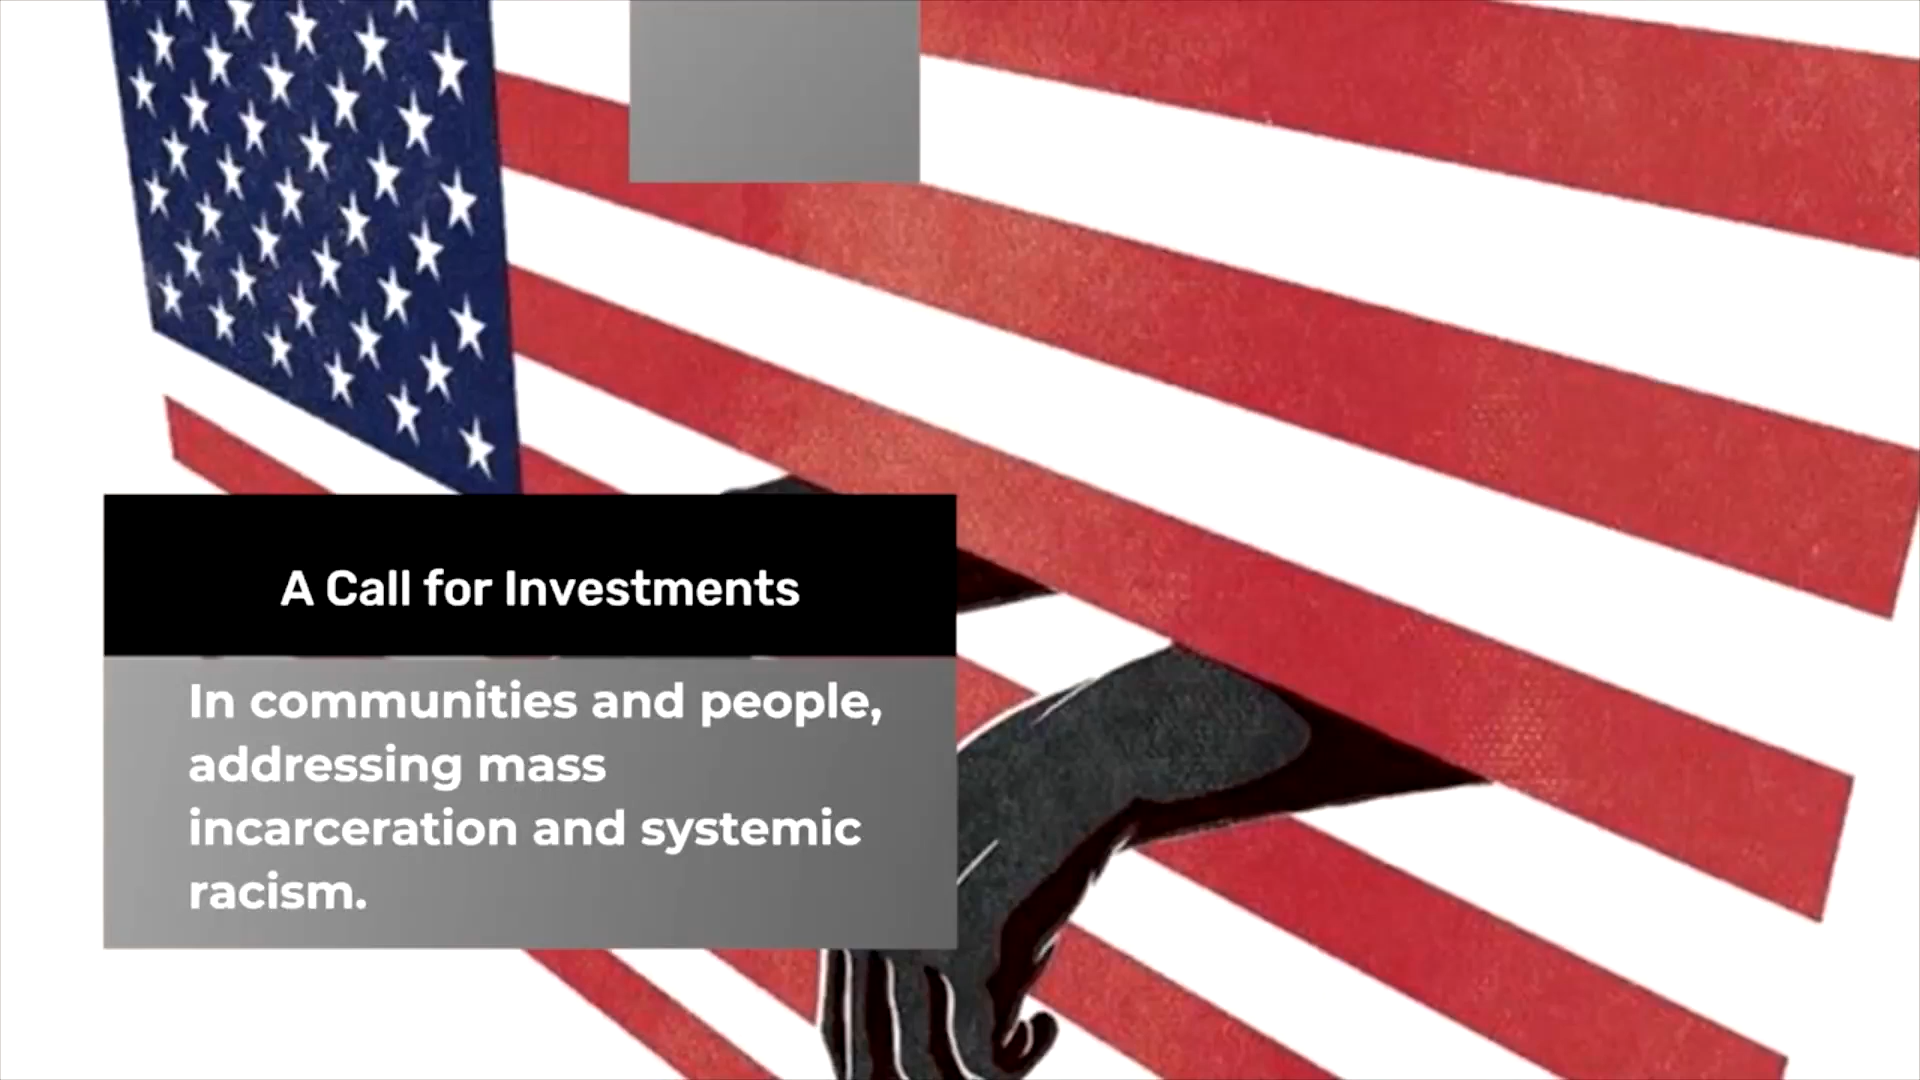 A Call for Investments
In communities and people,
addressing mass
incarceration and systemic
racism.